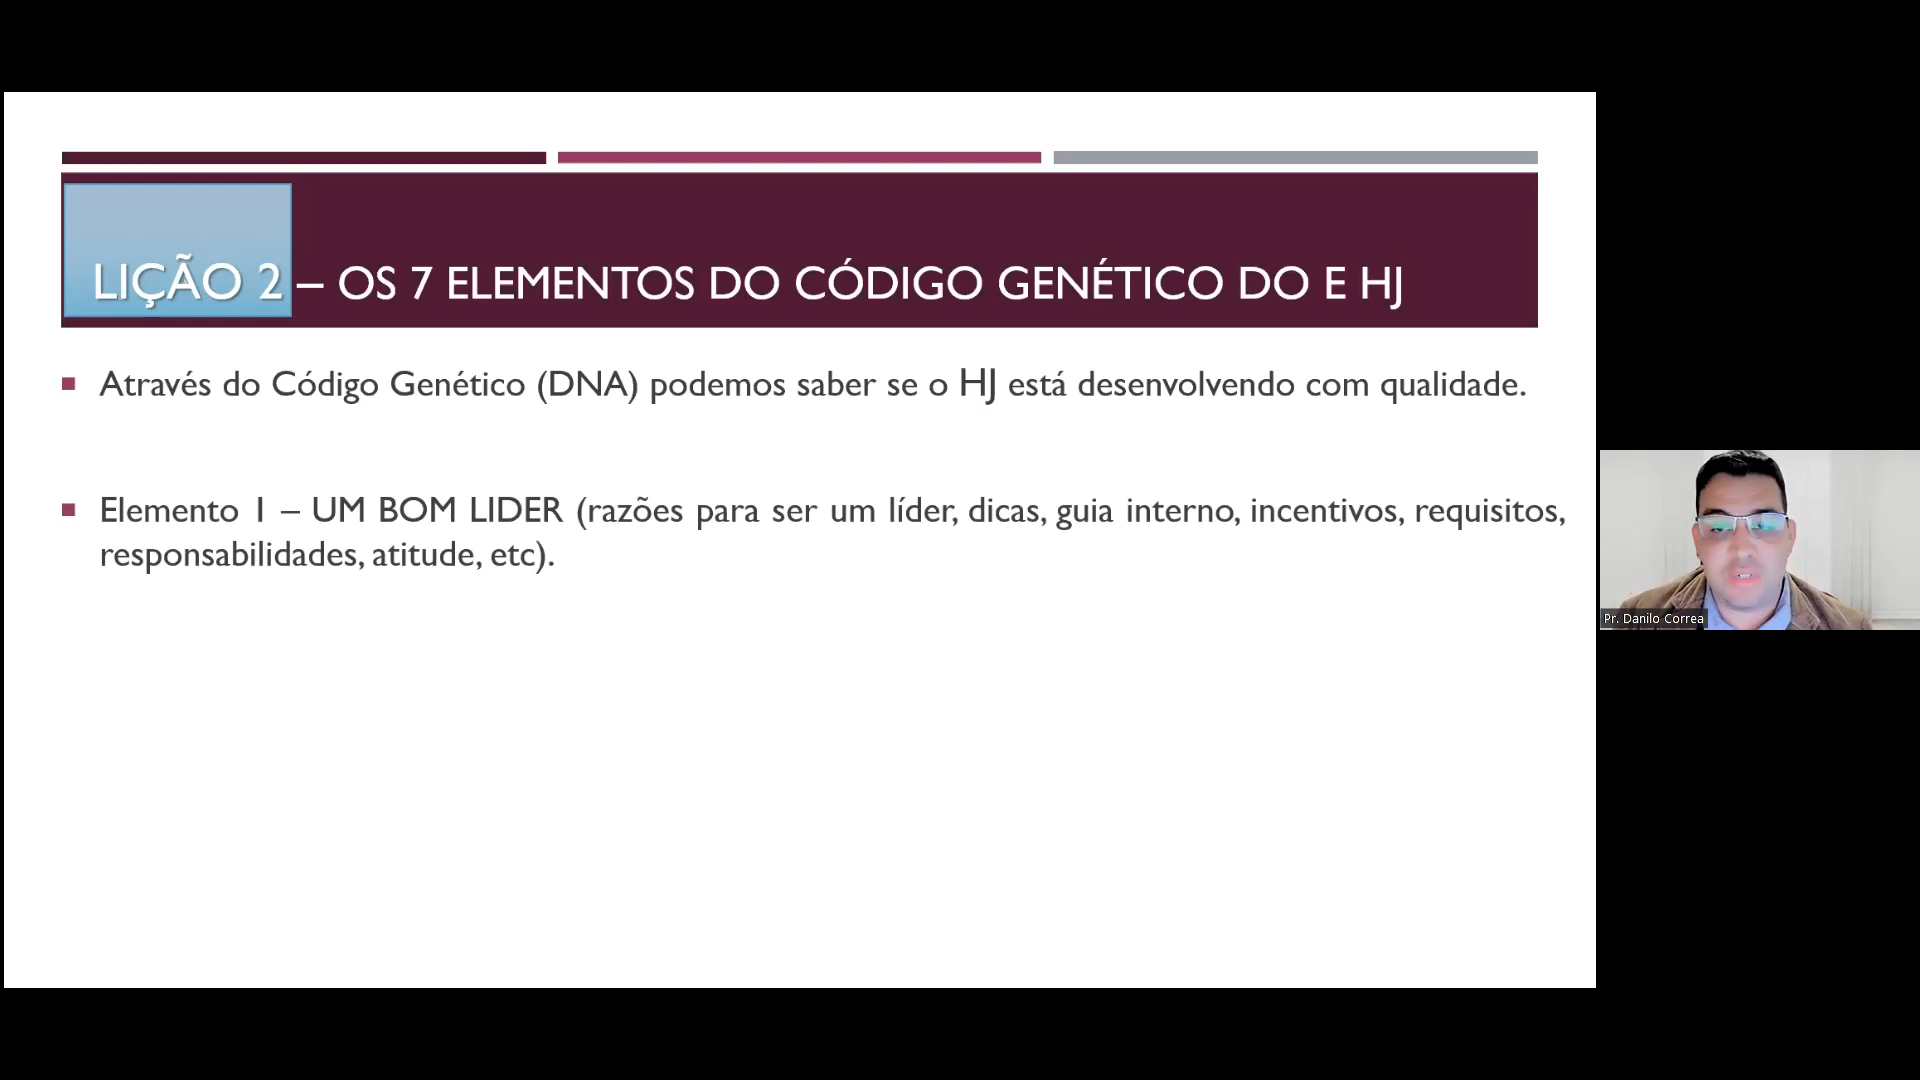 LIÇÃO 2 – OS 7 ELEMENTOS DO CÓDIGO GENÉTICO DO E HJ
Através do Código Genético (DNA) podemos saber se o HJ está desenvolvendo com qualidade.
Elemento 1 – UM BOM LIDER (razões para ser um líder, dicas, guia interno, incentivos, requisitos,
responsabilidades, atitude, etc).
Pr. Danilo Correa